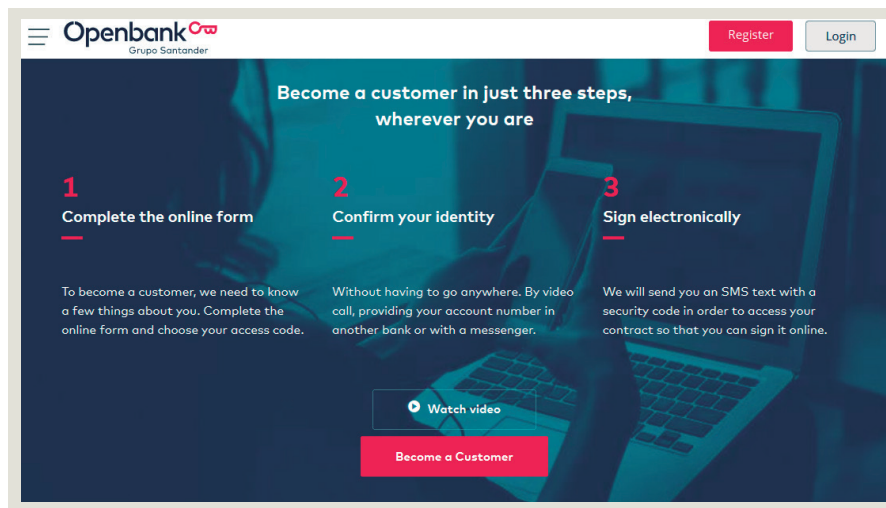 Openbank
Grupo Santander
Register
Login
Become a customer in just three steps,
wherever you are
1
Complete the online form
To become a customer, we need to know
a few things about you. Complete the
online form and choose your access code.
2
Confirm your identity
Without having to go anywhere. By video
call, providing your account number in
another bank or with a messenger.
3
Sign electronically
We will send you an SMS text with a
security code in order to access your
contract so that you can sign it online.
Watch video
Become a Customer